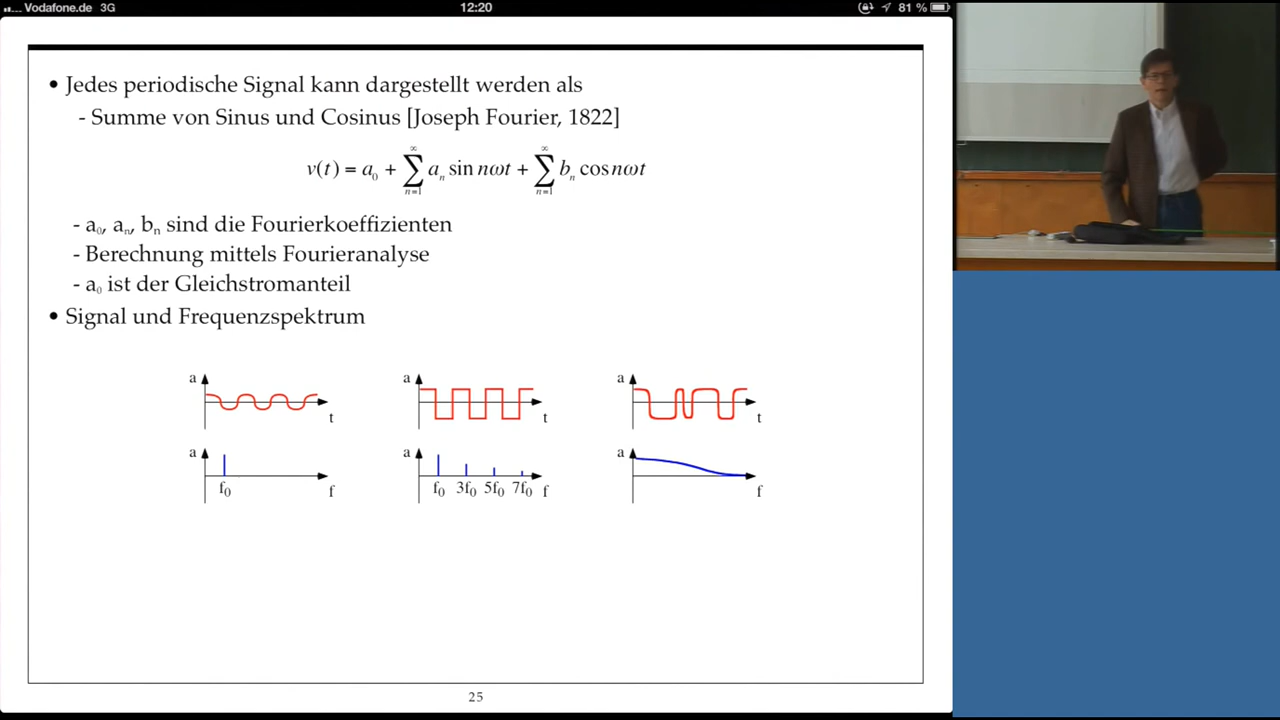 Vodafone.de 3G 12:20 81 %
• Jedes periodische Signal kann dargestellt werden als
- Summe von Sinus und Cosinus [Joseph Fourier, 1822]
v(t) = a₀ + ∑ₙ₌₁^∞ aₙ sin nωt + ∑ₙ₌₁^∞ bₙ cos nωt
- a₀, aₙ, bₙ sind die Fourierkoeffizienten
- Berechnung mittels Fourieranalyse
- a₀ ist der Gleichstromanteil
• Signal und Frequenzspektrum
a a a
t t t
a a a
f₀ f f₀ 3f₀ 5f₀ 7f₀ f f
25